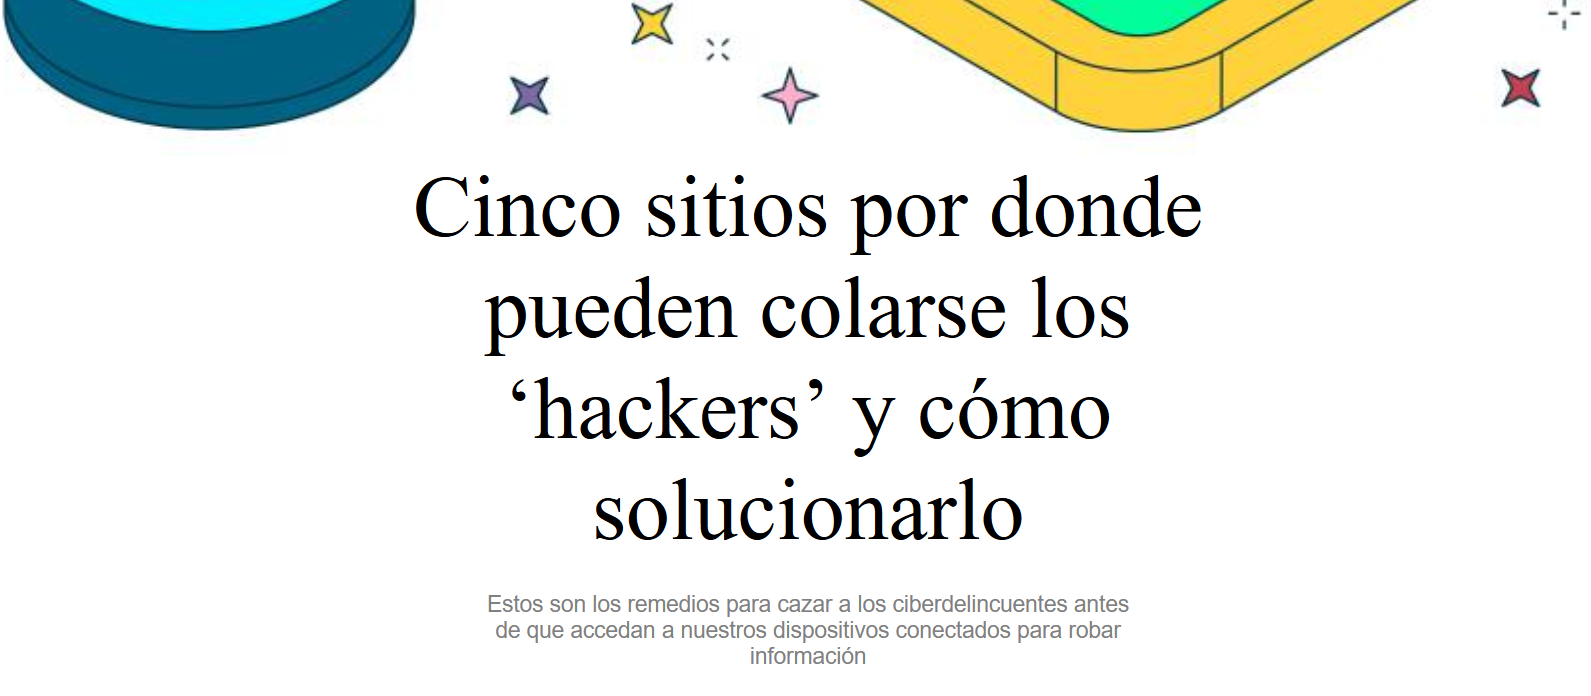 Cinco sitios por donde
pueden colarse los
‘hackers’ y cómo
solucionarlo
Estos son los remedios para cazar a los ciberdelincuentes antes
de que accedan a nuestros dispositivos conectados para robar
información